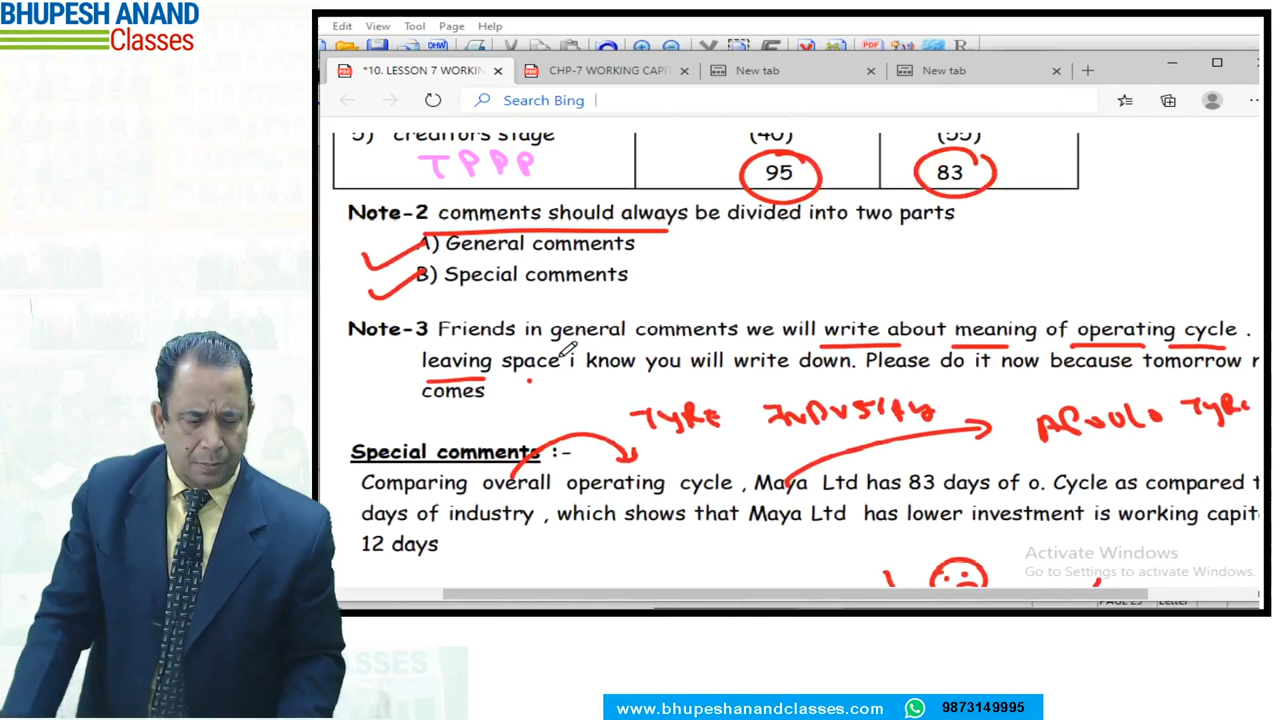 BHUPESH ANAND
Classes
Edit View Tool Page Help
*10. LESSON 7 WORKIN
CHP-7 WORKING CAPI
New tab
New tab
Search Bing
5) creditors stage (40) (55)
TPPP 95 83
Note-2 comments should always be divided into two parts
A) General comments
B) Special comments
Note-3 Friends in general comments we will write about meaning of operating cycle .
leaving space i know you will write down. Please do it now because tomorrow n
comes
TYRE INDUSTRY APOLLO TYRE
Special comments :-
Comparing overall operating cycle , Maya Ltd has 83 days of o. Cycle as compared t
days of industry , which shows that Maya Ltd has lower investment is working capit
12 days
Activate Windows
Go to Settings to activate Windows.
PAGE 25 Letter
www.bhupeshanandclasses.com 9873149995